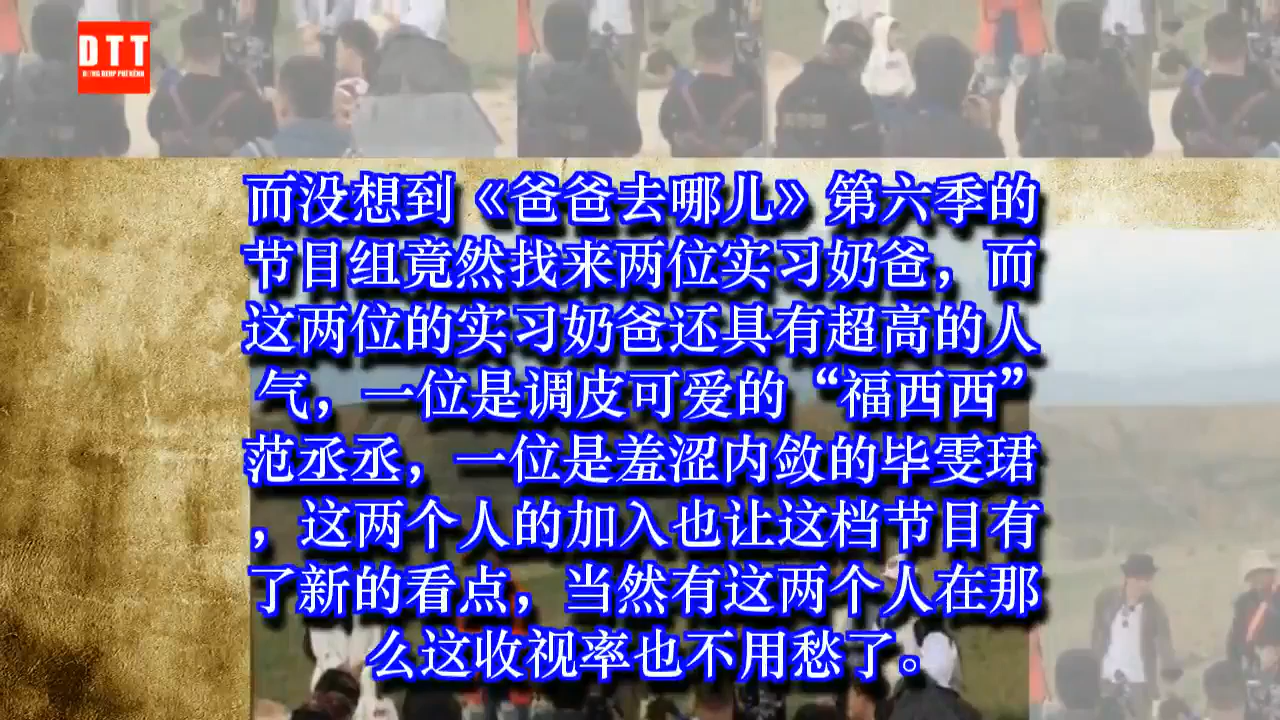 DTT
而没想到《爸爸去哪儿》第六季的
节目组竟然找来两位实习奶爸，而
这两位的实习奶爸还具有超高的人
气，一位是调皮可爱的“福西西”
范丞丞，一位是羞涩内敛的毕雯珺
，这两个人的加入也让这档节目有
了新的看点，当然有这两个人在那
么这收视率也不用愁了。